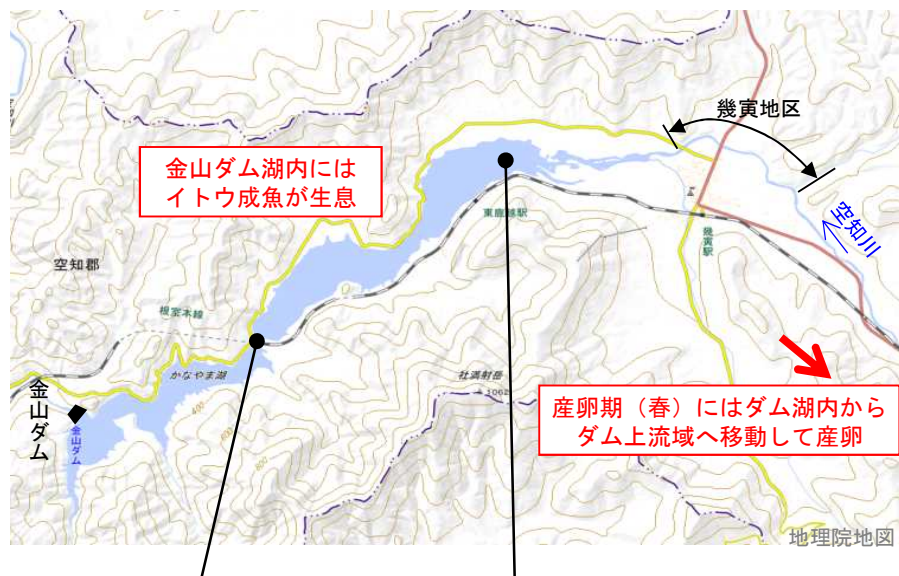 幾寅地区
金山ダム湖内には
イトウ成魚が生息
東鹿越駅
空知川
幾寅駅
空知郡
根室本線
かなやま湖
社満射岳
金山ダム
金山ダム
400
400
600
産卵期（春）にはダム湖内から
ダム上流域へ移動して産卵
地理院地図